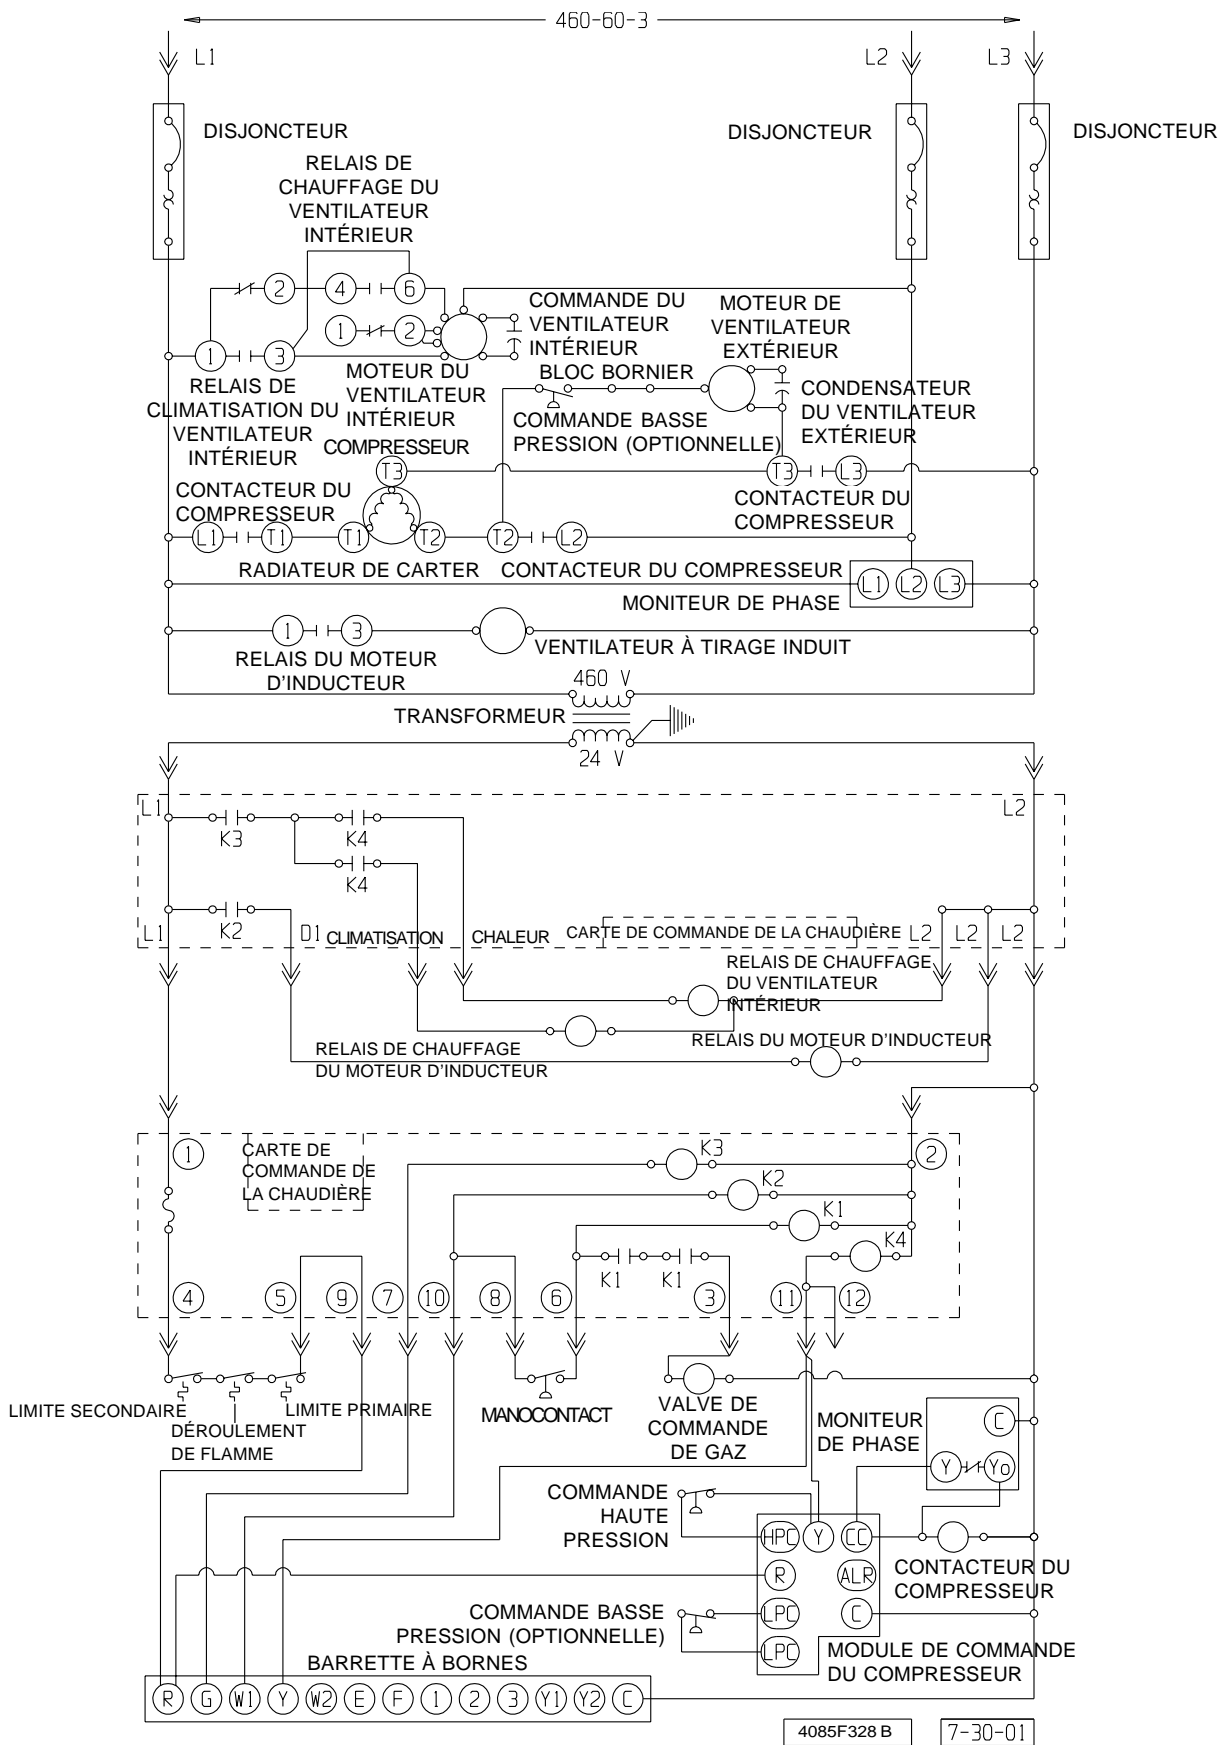 460-60-3
L1
L2
L3
DISJONCTEUR
DISJONCTEUR
DISJONCTEUR
RELAIS DE
CHAUFFAGE DU
VENTILATEUR
INTÉRIEUR
2
4
6
1
2
1
3
COMMANDE DU
VENTILATEUR
INTÉRIEUR
MOTEUR DE
VENTILATEUR
EXTÉRIEUR
RELAIS DE
CLIMATISATION DU
VENTILATEUR
INTÉRIEUR
MOTEUR DU
VENTILATEUR
INTÉRIEUR
BLOC BORNIER
COMMANDE BASSE
PRESSION (OPTIONNELLE)
CONDENSATEUR
DU VENTILATEUR
EXTÉRIEUR
COMPRESSEUR
T3
T3
L3
CONTACTEUR DU
COMPRESSEUR
CONTACTEUR DU
COMPRESSEUR
L1
T1
T1
T2
T2
L2
RADIATEUR DE CARTER
CONTACTEUR DU COMPRESSEUR
MONITEUR DE PHASE
L1
L2
L3
1
3
RELAIS DU MOTEUR
D'INDUCTEUR
VENTILATEUR À TIRAGE INDUIT
460 V
TRANSFORMEUR
24 V
L1
L2
K3
K4
K4
K2
L1
D1
CLIMATISATION
CHALEUR
CARTE DE COMMANDE DE LA CHAUDIÈRE
L2
L2
L2
RELAIS DE CHAUFFAGE
DU VENTILATEUR
INTÉRIEUR
RELAIS DE CHAUFFAGE
DU MOTEUR D'INDUCTEUR
RELAIS DU MOTEUR D'INDUCTEUR
1
CARTE DE
COMMANDE DE
LA CHAUDIÈRE
K3
2
K2
K1
K4
K1
K1
4
5
9
7
10
8
6
3
11
12
LIMITE SECONDAIRE
DÉROULEMENT
DE FLAMME
LIMITE PRIMAIRE
MANOCONTACT
VALVE DE
COMMANDE
DE GAZ
MONITEUR
DE PHASE
C
Y
Yo
COMMANDE
HAUTE
PRESSION
HPC
Y
CC
R
ALR
LPC
C
LPC
CONTACTEUR DU
COMPRESSEUR
COMMANDE BASSE
PRESSION (OPTIONNELLE)
MODULE DE COMMANDE
DU COMPRESSEUR
BARRETTE À BORNES
R
G
W1
Y
W2
E
F
1
2
3
Y1
Y2
C
4085F328 B
7-30-01